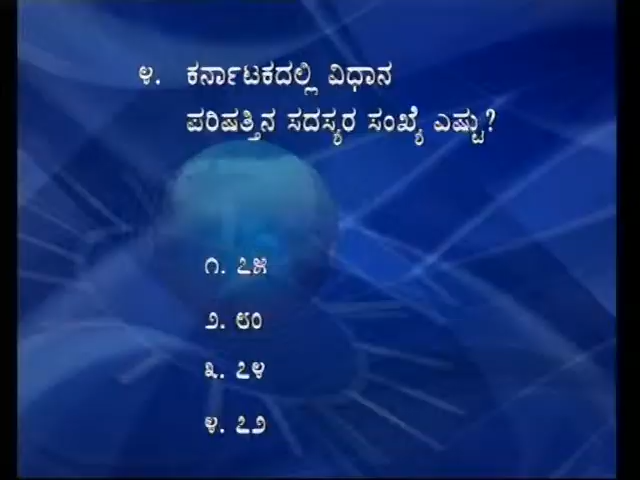 ೪. ಕರ್ನಾಟಕದಲ್ಲಿ ವಿಧಾನ
ಪರಿಷತ್ತಿನ ಸದಸ್ಯರ ಸಂಖ್ಯೆ ಎಷ್ಟು?
೧. ೭೫
೨. ೮೦
೩. ೭೪
೪. ೭೨